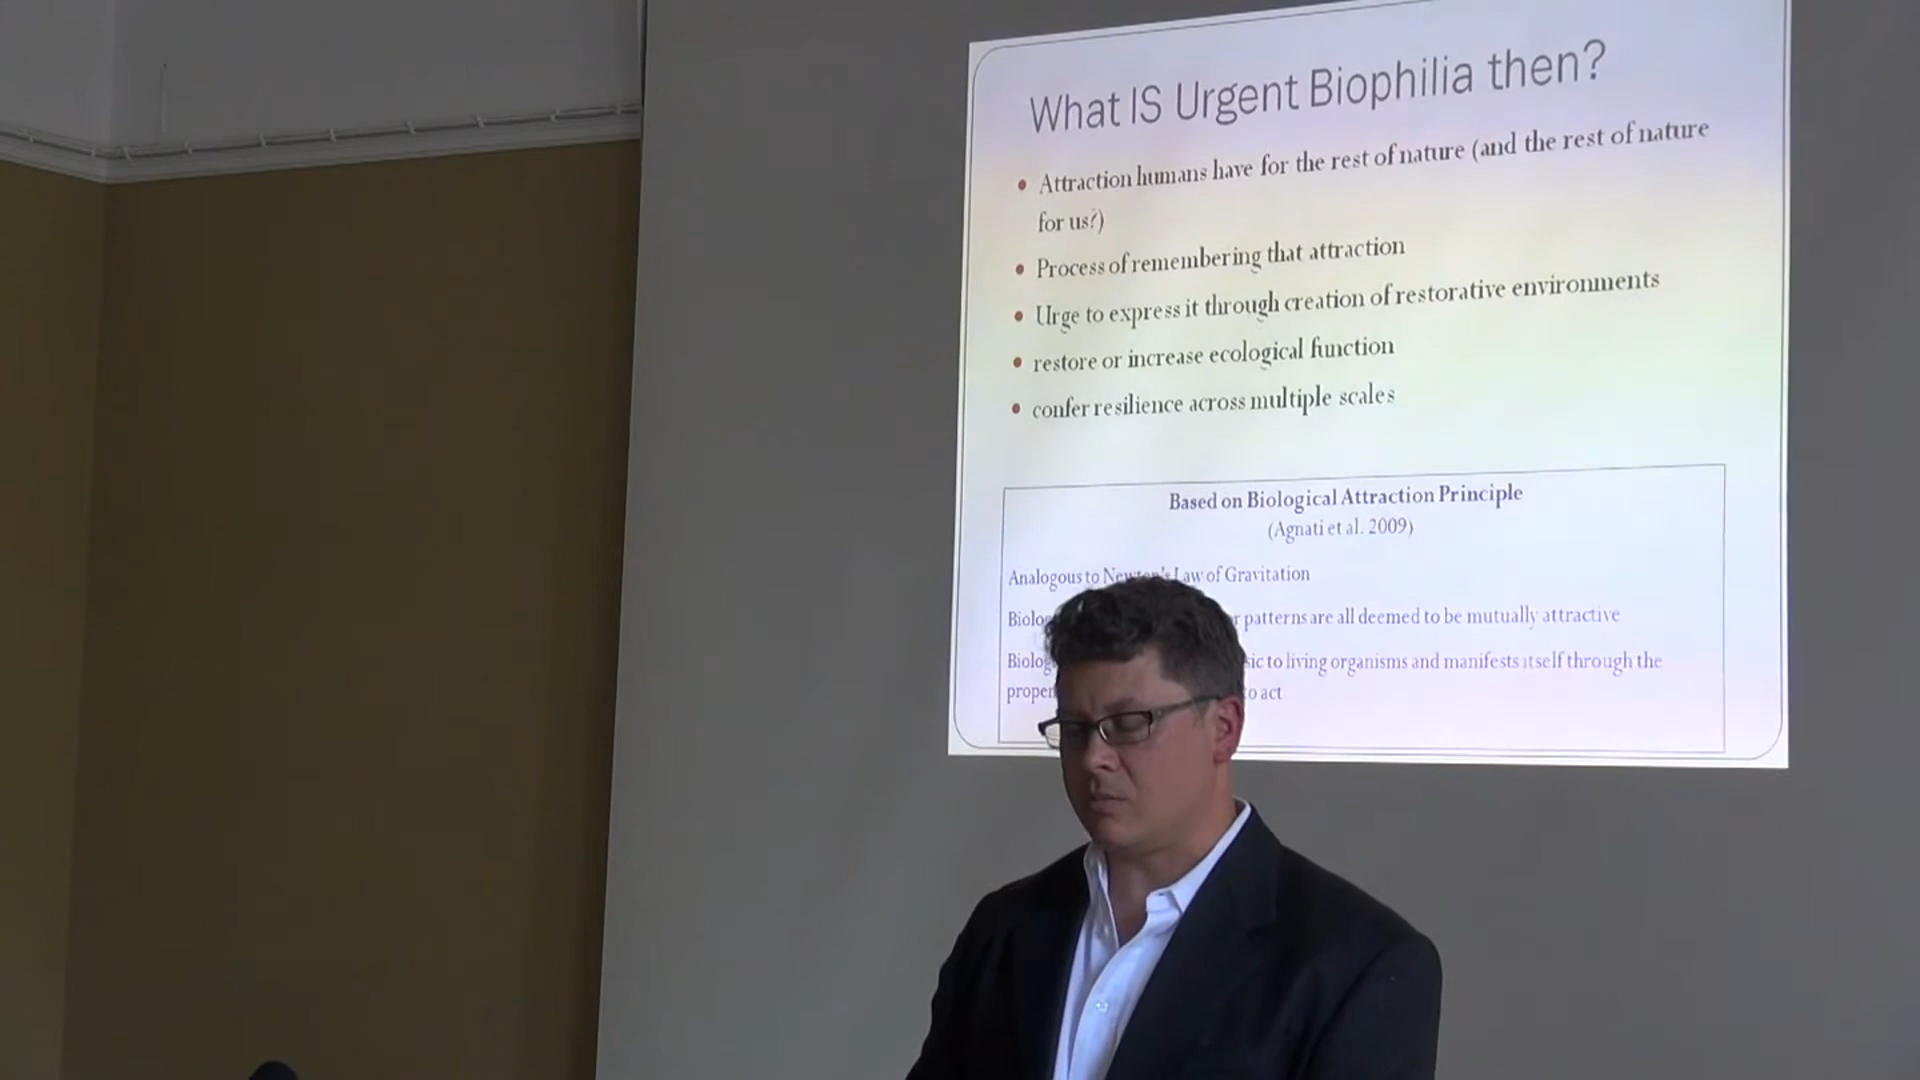 What IS Urgent Biophilia then?
• Attraction humans have for the rest of nature (and the rest of nature
for us?)
• Process of remembering that attraction
• Urge to express it through creation of restorative environments
• restore or increase ecological function
• confer resilience across multiple scales
Based on Biological Attraction Principle
(Agnati et al. 2009)
Analogous to Newton's Law of Gravitation
patterns are all deemed to be mutually attractive
to living organisms and manifests itself through the
to act